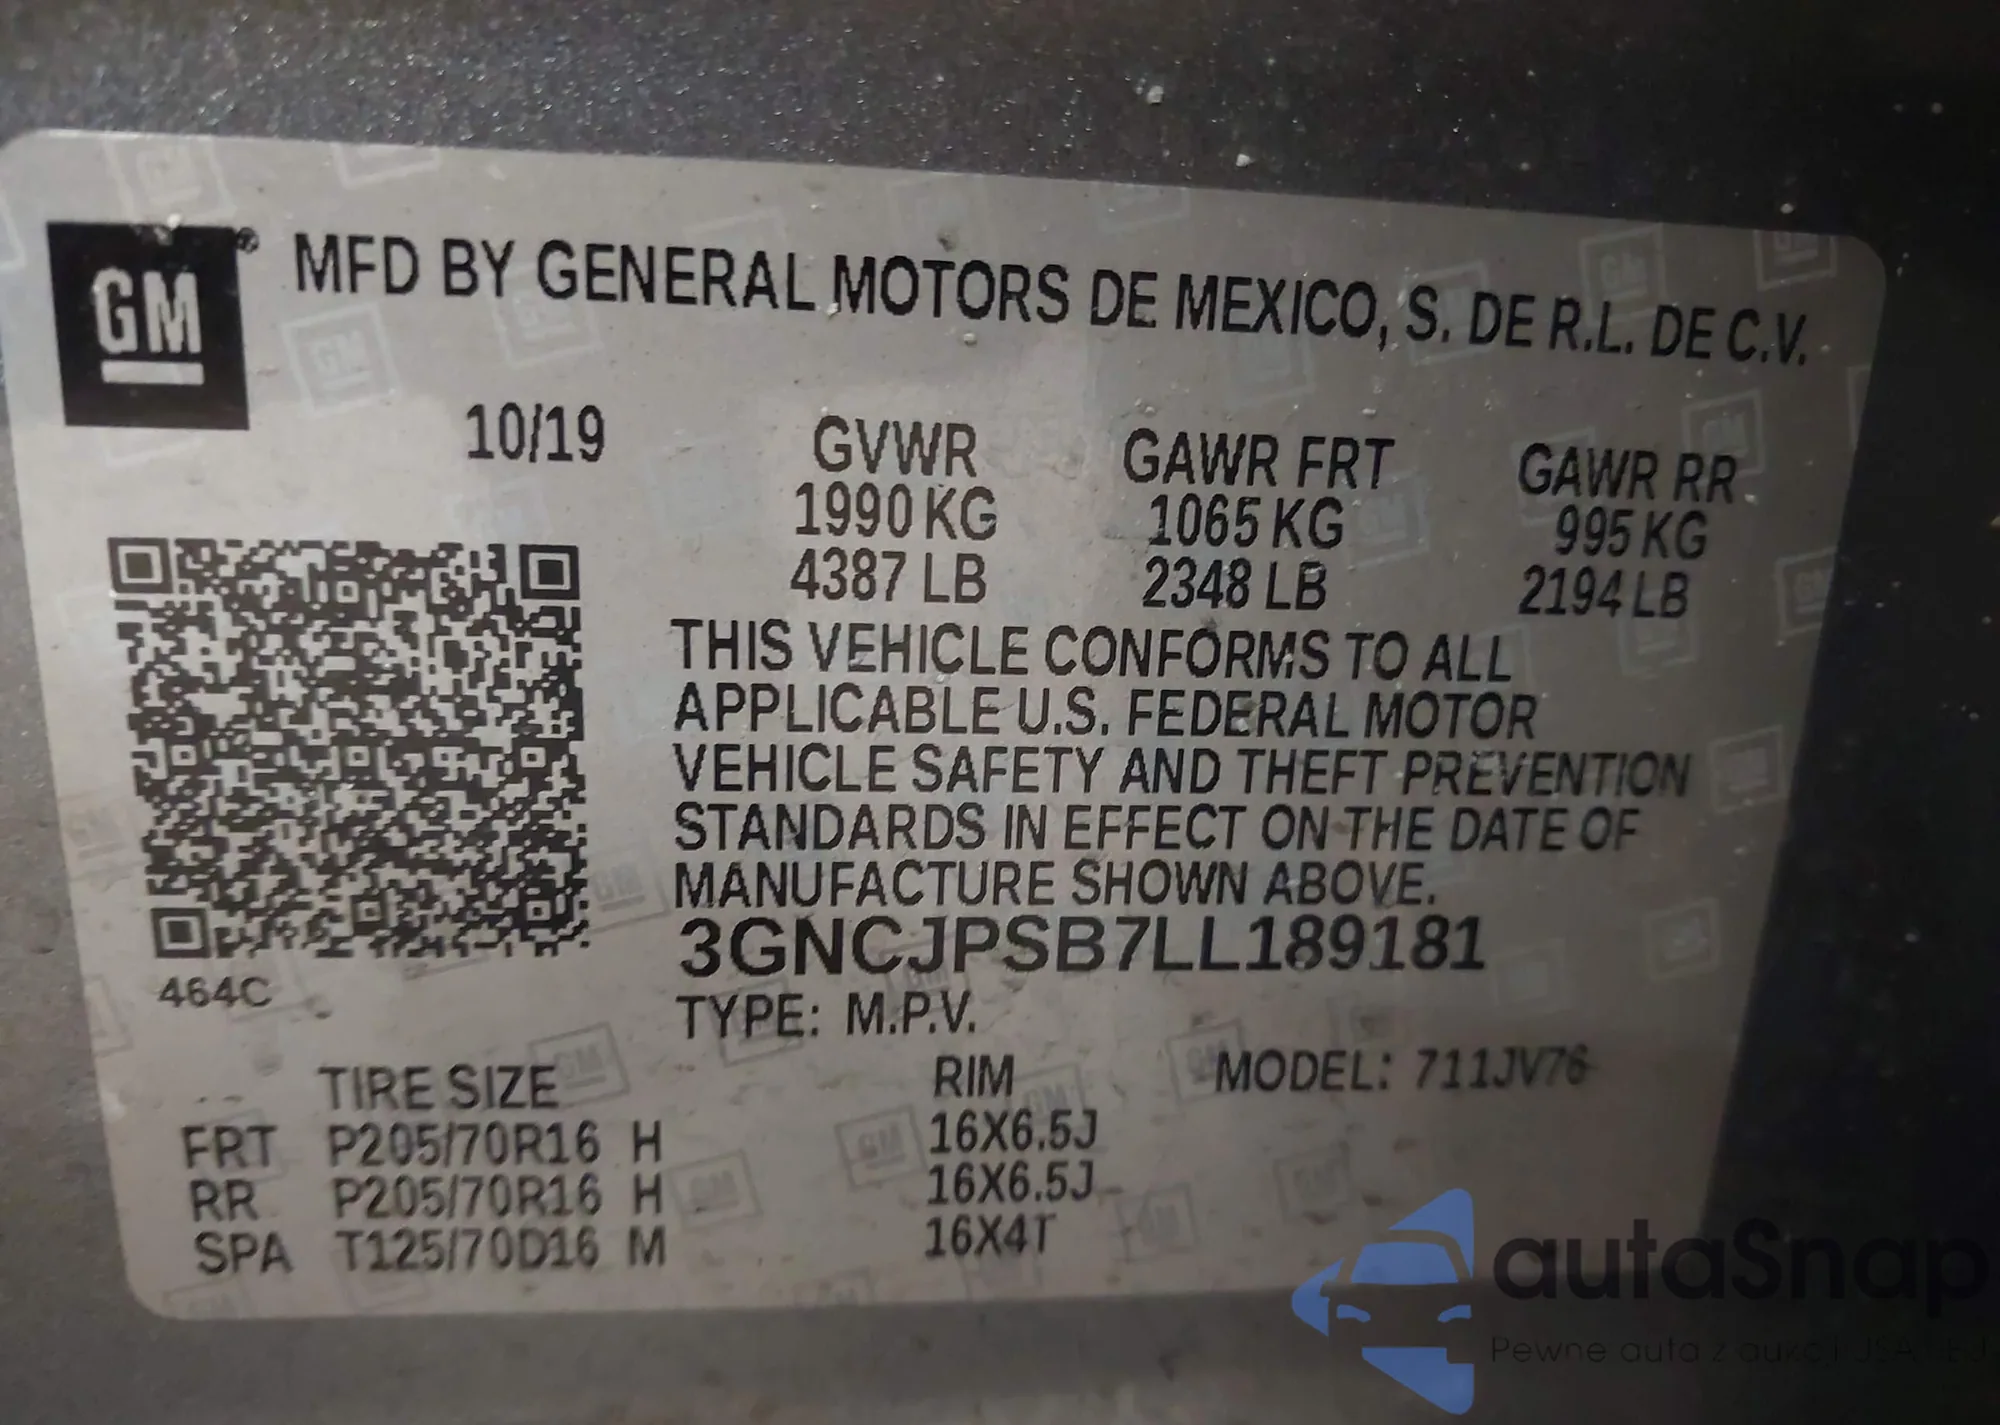 GM®
MFD BY GENERAL MOTORS DE MEXICO, S. DE R.L. DE C.V.
10/19 GVWR GAWR FRT GAWR RR
1990 KG 1065 KG 995 KG
4387 LB 2348 LB 2194 LB
THIS VEHICLE CONFORMS TO ALL
APPLICABLE U.S. FEDERAL MOTOR
VEHICLE SAFETY AND THEFT PREVENTION
STANDARDS IN EFFECT ON THE DATE OF
MANUFACTURE SHOWN ABOVE.
3GNCJPSB7LL189181
464C
TYPE: M.P.V.
TIRE SIZE RIM MODEL: 711JV76
FRT P205/70R16 H 16X6.5J
RR P205/70R16 H 16X6.5J
SPA T125/70D16 M 16X4T
autaSnap
Pewne auta z aukcji